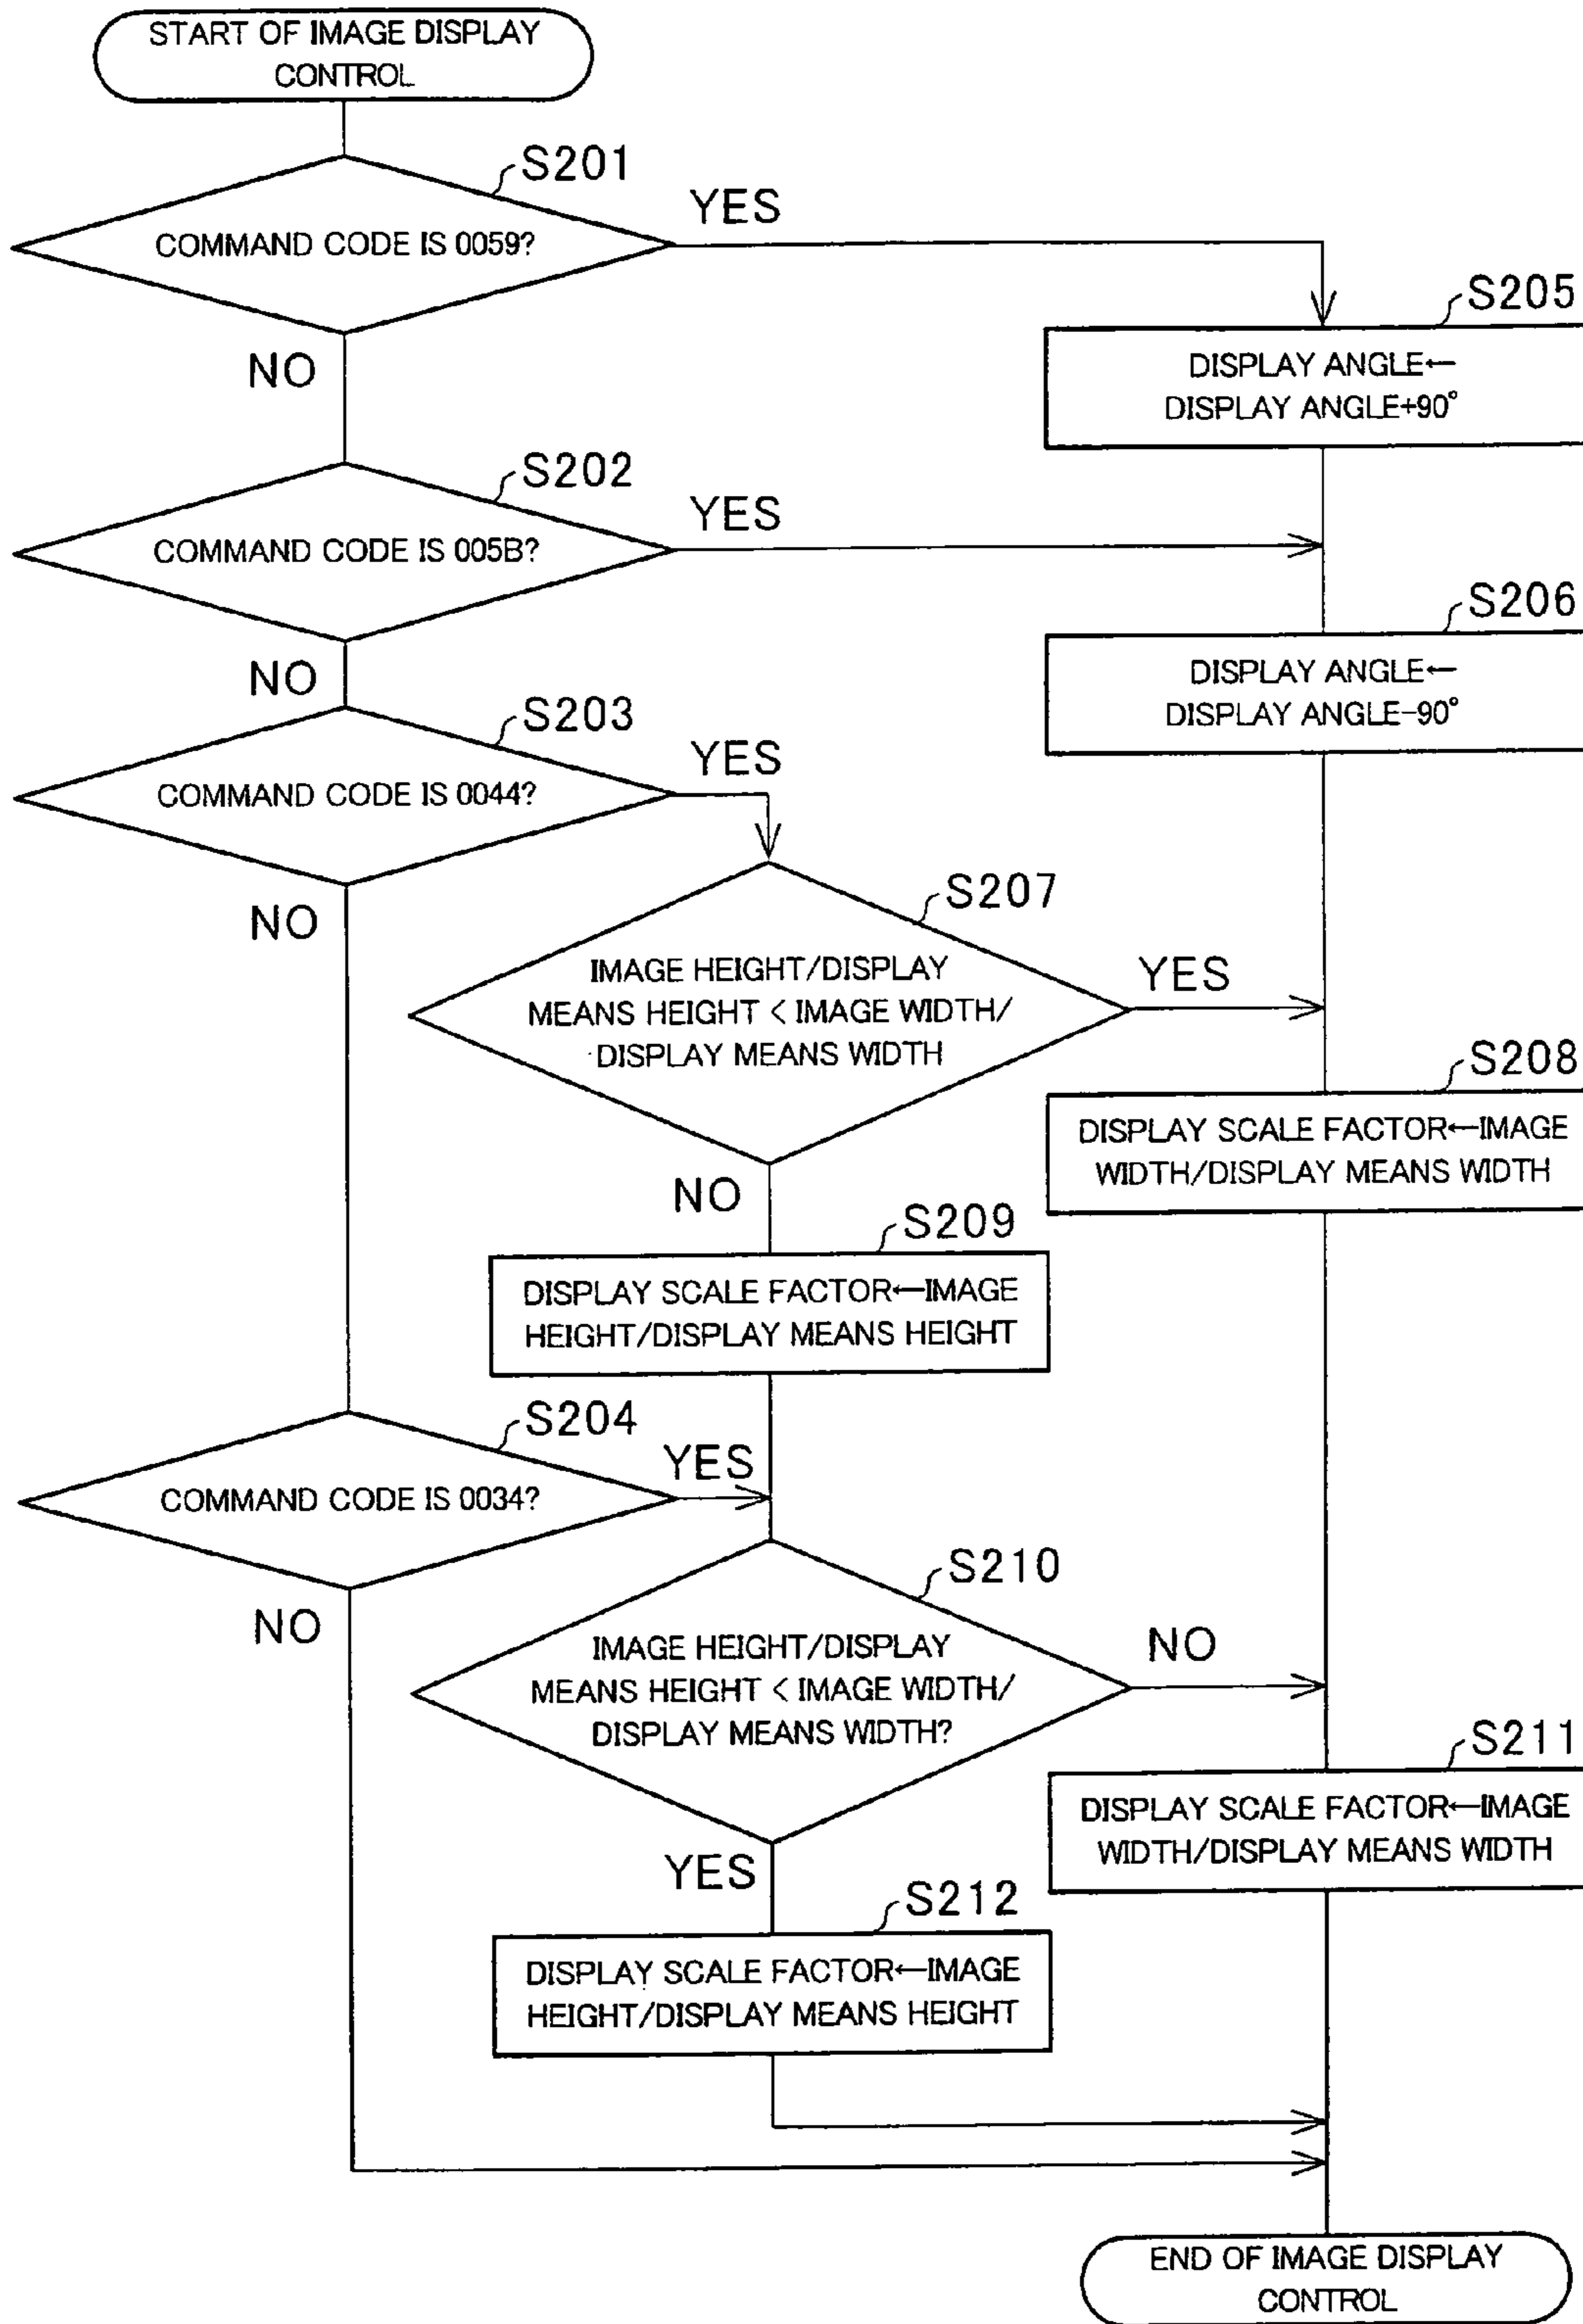 START OF IMAGE DISPLAY
CONTROL
S201
COMMAND CODE IS 0059?
YES
NO
S205
DISPLAY ANGLE←
DISPLAY ANGLE+90°
S202
COMMAND CODE IS 005B?
YES
NO
S206
DISPLAY ANGLE←
DISPLAY ANGLE−90°
S203
COMMAND CODE IS 0044?
YES
NO
S207
IMAGE HEIGHT/DISPLAY
MEANS HEIGHT < IMAGE WIDTH/
DISPLAY MEANS WIDTH
YES
NO
S208
DISPLAY SCALE FACTOR←IMAGE
WIDTH/DISPLAY MEANS WIDTH
S209
DISPLAY SCALE FACTOR←IMAGE
HEIGHT/DISPLAY MEANS HEIGHT
S204
COMMAND CODE IS 0034?
YES
NO
S210
IMAGE HEIGHT/DISPLAY
MEANS HEIGHT < IMAGE WIDTH/
DISPLAY MEANS WIDTH?
NO
YES
S211
DISPLAY SCALE FACTOR←IMAGE
WIDTH/DISPLAY MEANS WIDTH
S212
DISPLAY SCALE FACTOR←IMAGE
HEIGHT/DISPLAY MEANS HEIGHT
END OF IMAGE DISPLAY
CONTROL